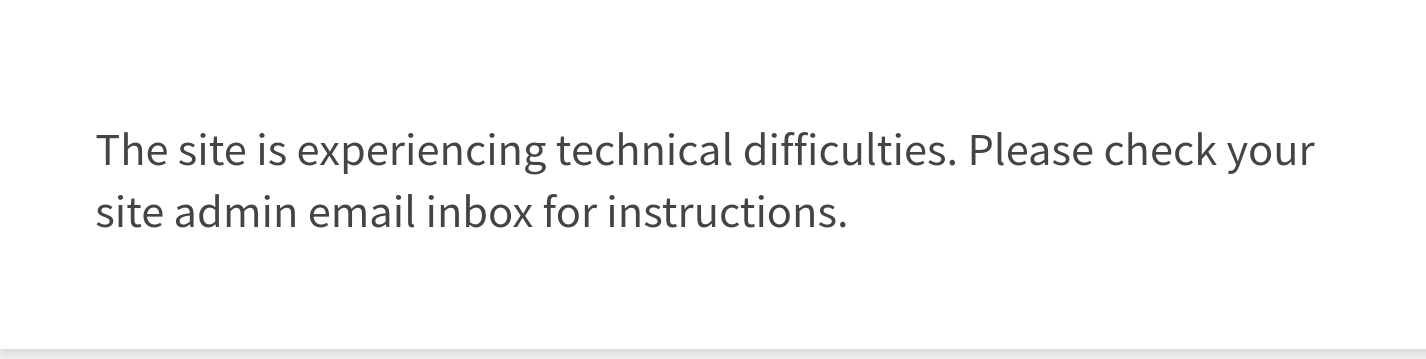 The site is experiencing technical difficulties. Please check your
site admin email inbox for instructions.